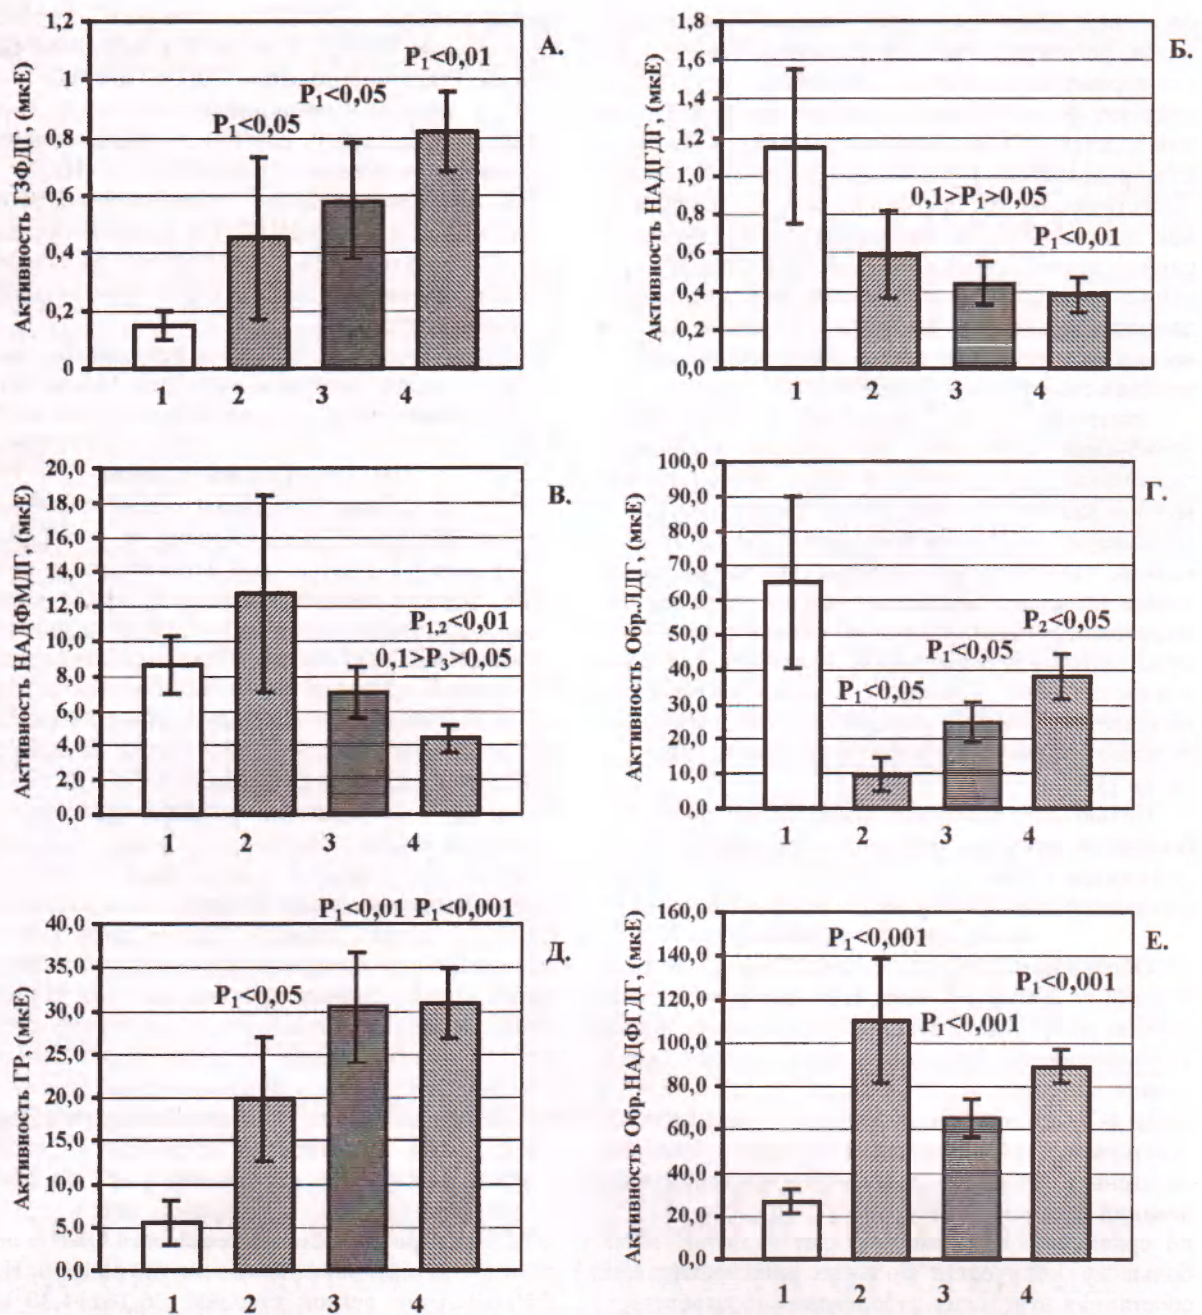 Активность Г3ФДГ, (мкЕ)
1,2
1
0,8
0,6
0,4
0,2
0
А.
P1<0,05
P1<0,05
P1<0,01
1 2 3 4
Активность НАДГДГ, (мкЕ)
1,8
1,6
1,4
1,2
1,0
0,8
0,6
0,4
0,2
0,0
Б.
0,1>P1>0,05
P1<0,01
1 2 3 4
Активность НАДФМДГ, (мкЕ)
20,0
18,0
16,0
14,0
12,0
10,0
8,0
6,0
4,0
2,0
0,0
В.
P1,2<0,01
0,1>P3>0,05
1 2 3 4
Активность Обр.ЛДГ, (мкЕ)
100,0
90,0
80,0
70,0
60,0
50,0
40,0
30,0
20,0
10,0
0,0
Г.
P2<0,05
P1<0,05
P1<0,05
1 2 3 4
Активность ГР, (мкЕ)
40,0
35,0
30,0
25,0
20,0
15,0
10,0
5,0
0,0
Д.
P1<0,01 P1<0,001
P1<0,05
1 2 3 4
Активность Обр.НАДФГДГ, (мкЕ)
160,0
140,0
120,0
100,0
80,0
60,0
40,0
20,0
0,0
Е.
P1<0,001
P1<0,001
P1<0,001
1 2 3 4